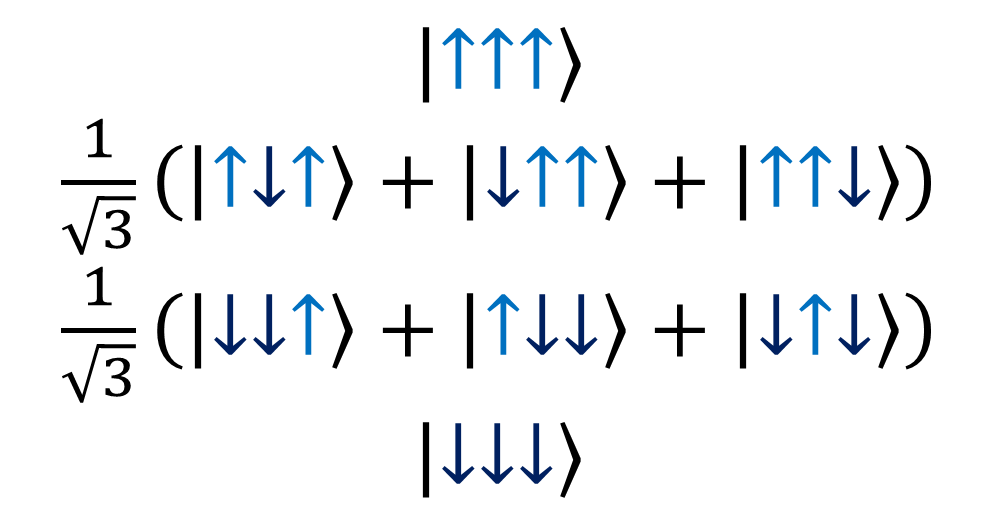 |↑↑↑⟩
1/√3 (|↑↓↑⟩ + |↓↑↑⟩ + |↑↑↓⟩)
1/√3 (|↓↓↑⟩ + |↑↓↓⟩ + |↓↑↓⟩)
|↓↓↓⟩